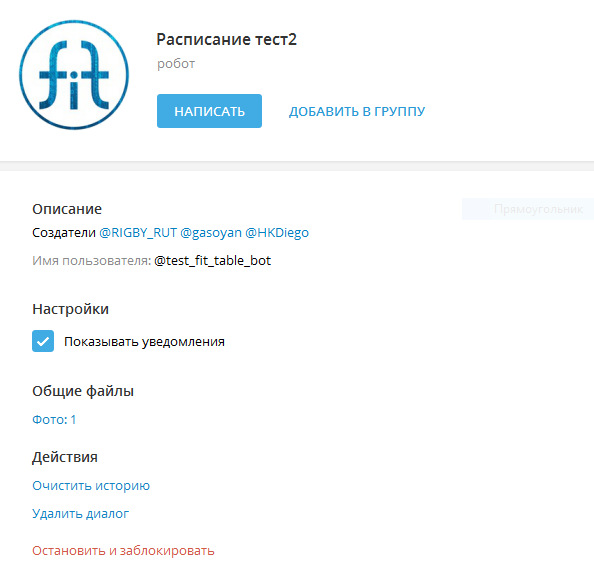 fit
Расписание тест2
робот
НАПИСАТЬ ДОБАВИТЬ В ГРУППУ
Описание
Прямоугольник
Создатели @RIGBY_RUT @gasoyan @HKDiego
Имя пользователя: @test_fit_table_bot
Настройки
Показывать уведомления
Общие файлы
Фото: 1
Действия
Очистить историю
Удалить диалог
Остановить и заблокировать